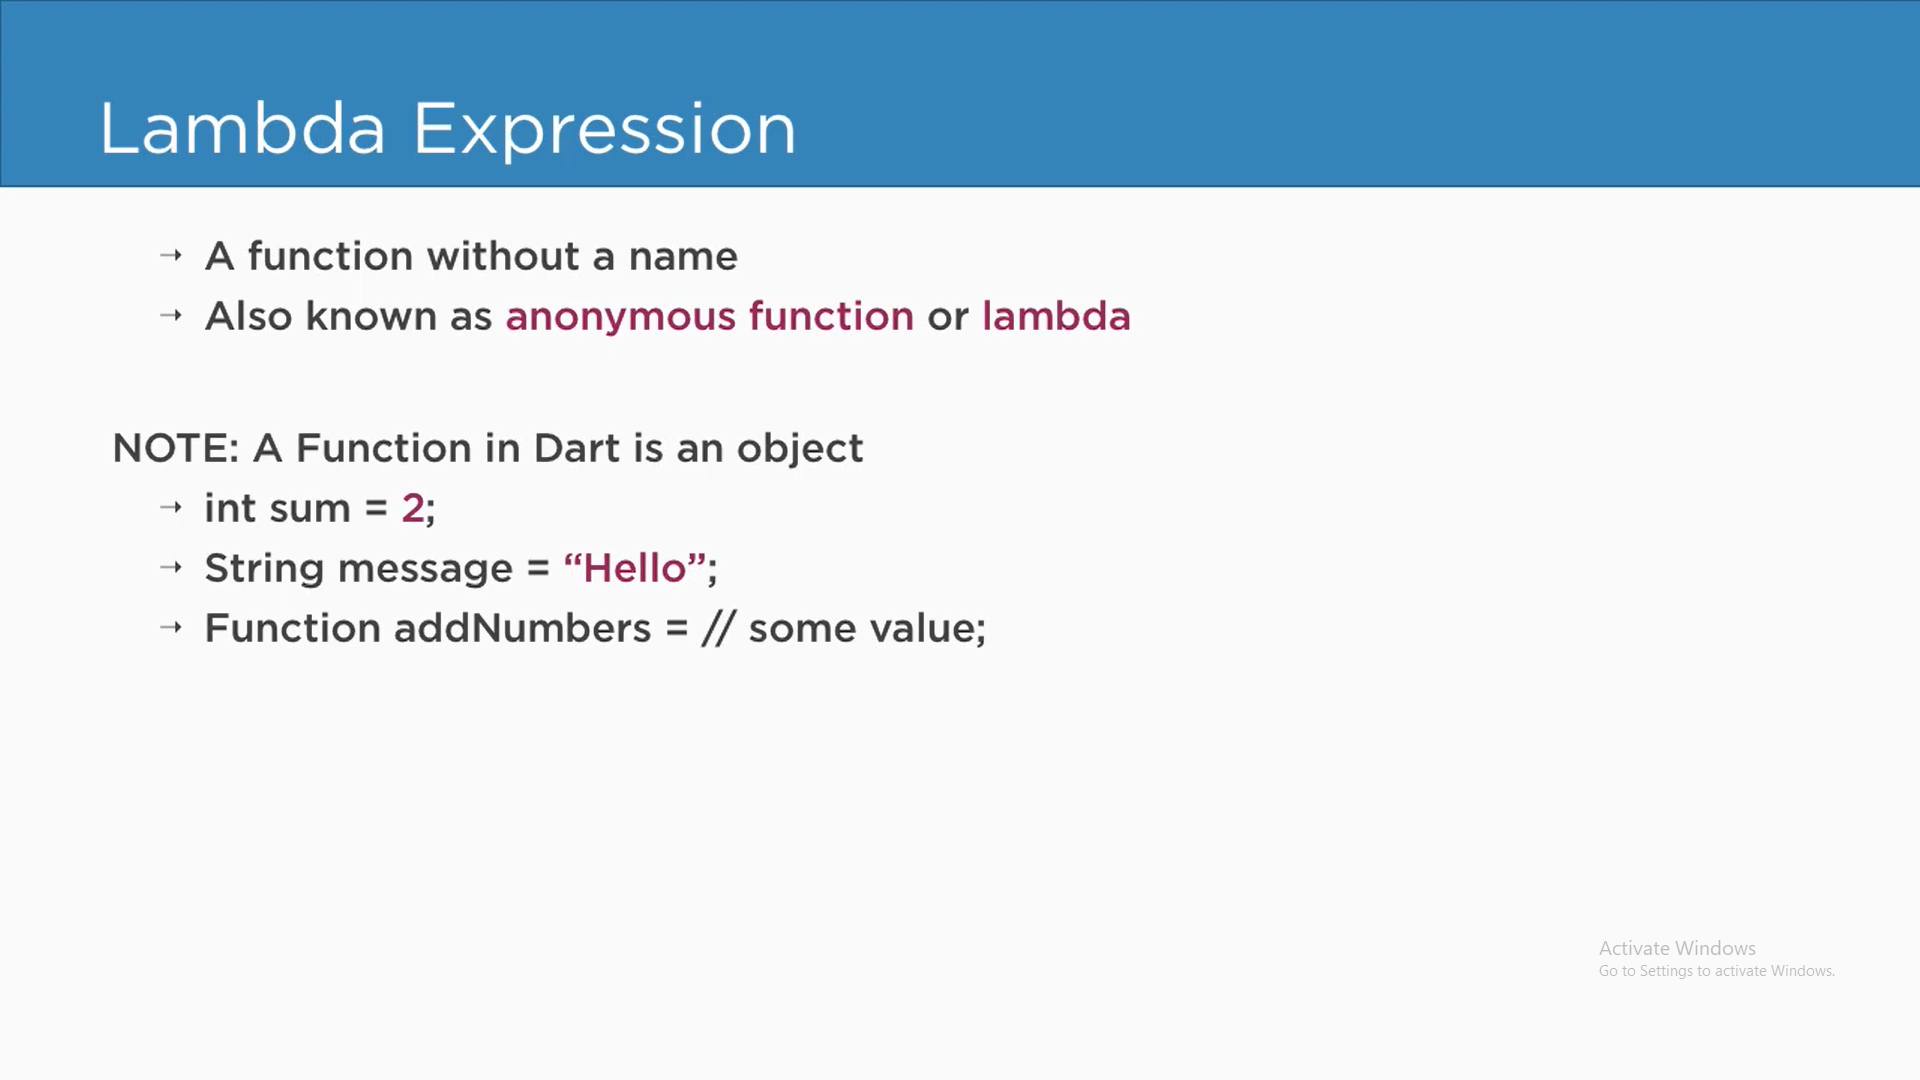 Lambda Expression
→ A function without a name
→ Also known as anonymous function or lambda
NOTE: A Function in Dart is an object
→ int sum = 2;
→ String message = “Hello”;
→ Function addNumbers = // some value;
Activate Windows
Go to Settings to activate Windows.